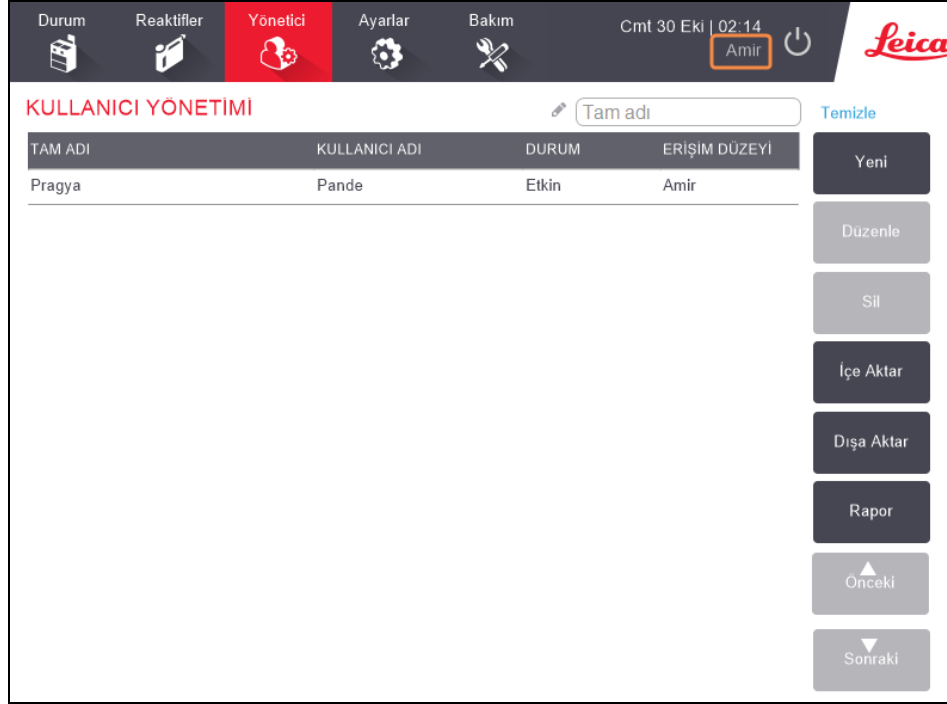 Durum Reaktifler Yönetici Ayarlar Bakım Cmt 30 Eki | 02:14
Amir
Leica
KULLANICI YÖNETİMİ Tam adı Temizle
TAM ADI KULLANICI ADI DURUM ERİŞİM DÜZEYİ
Pragya Pande Etkin Amir
Yeni
Düzenle
Sil
İçe Aktar
Dışa Aktar
Rapor
Önceki
Sonraki